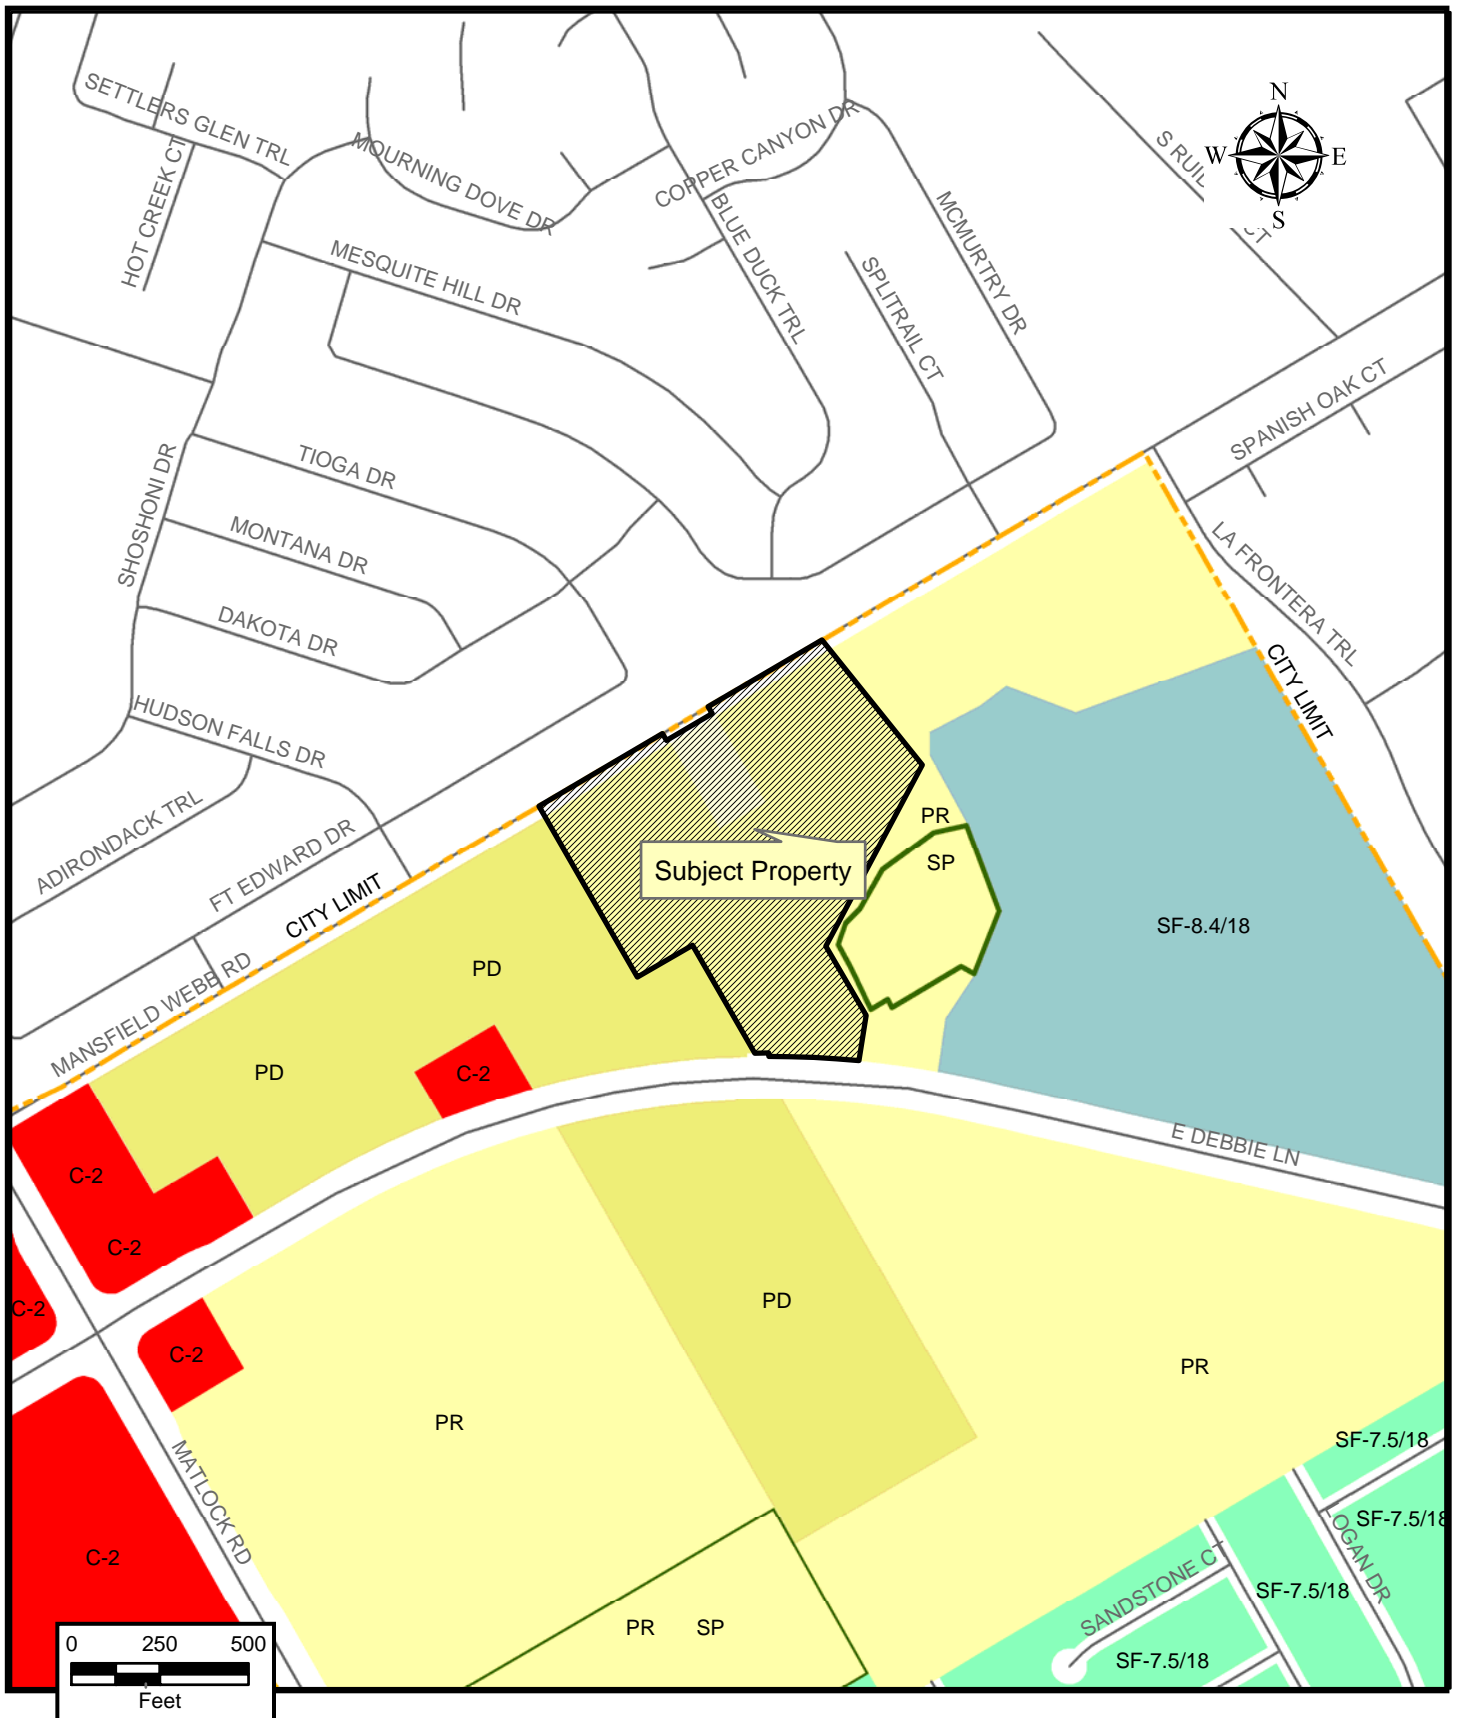 SETTLERS GLEN TRL
HOT CREEK CT
MOURNING DOVE DR
COPPER CANYON DR
S RUI
CT
N
W
E
S
MESQUITE HILL DR
BLUE DUCK TRL
SPLITRAIL CT
MCMURTRY DR
SPANISH OAK CT
SHOSHONI DR
TIOGA DR
MONTANA DR
DAKOTA DR
LA FRONTERA TRL
CITY LIMIT
HUDSON FALLS DR
ADIRONDACK TRL
FT EDWARD DR
CITY LIMIT
MANSFIELD WEBB RD
Subject Property
PR
SP
SF-8.4/18
PD
PD
C-2
E DEBBIE LN
C-2
C-2
C-2
C-2
PD
PR
PR
MATLOCK RD
C-2
SF-7.5/18
SF-7.5/18
LOGAN DR
SF-7.5/18
SANDSTONE CT
SF-7.5/18
PR SP
0 250 500
Feet